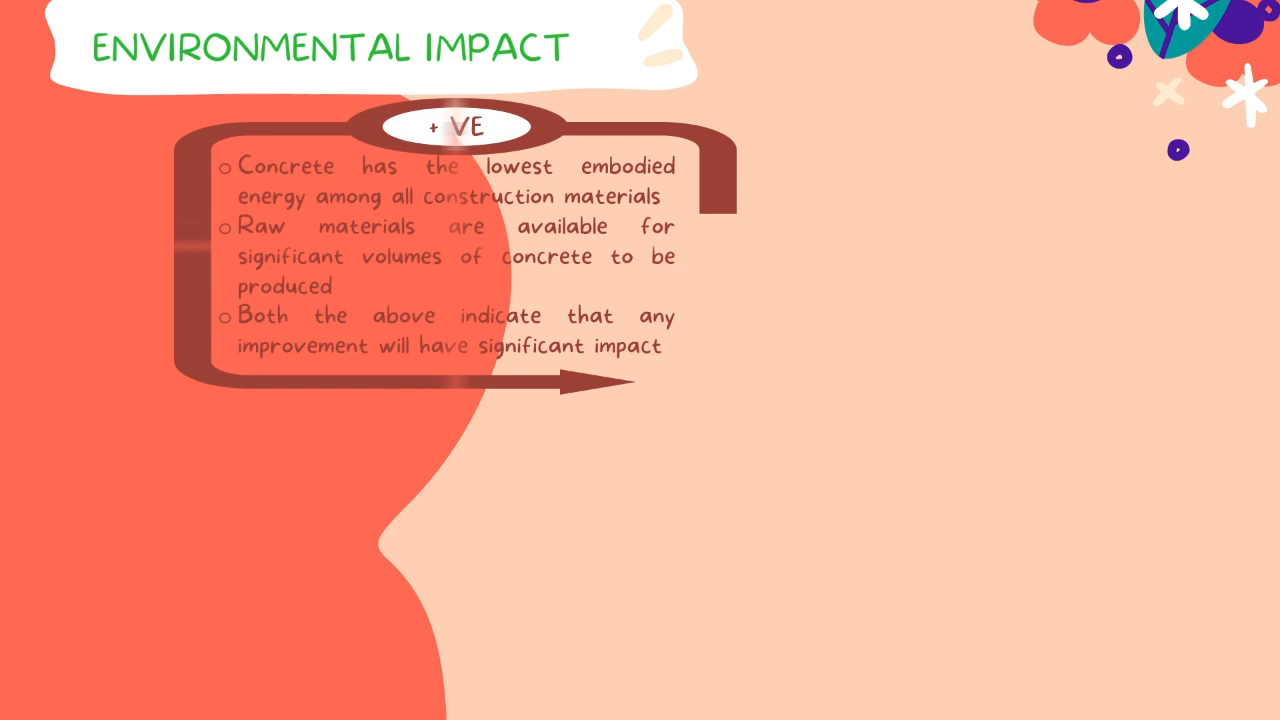 ENVIRONMENTAL IMPACT
+ VE
Concrete has the lowest embodied
energy among all construction materials
Raw materials are available for
significant volumes of concrete to be
produced
Both the above indicate that any
improvement will have significant impact